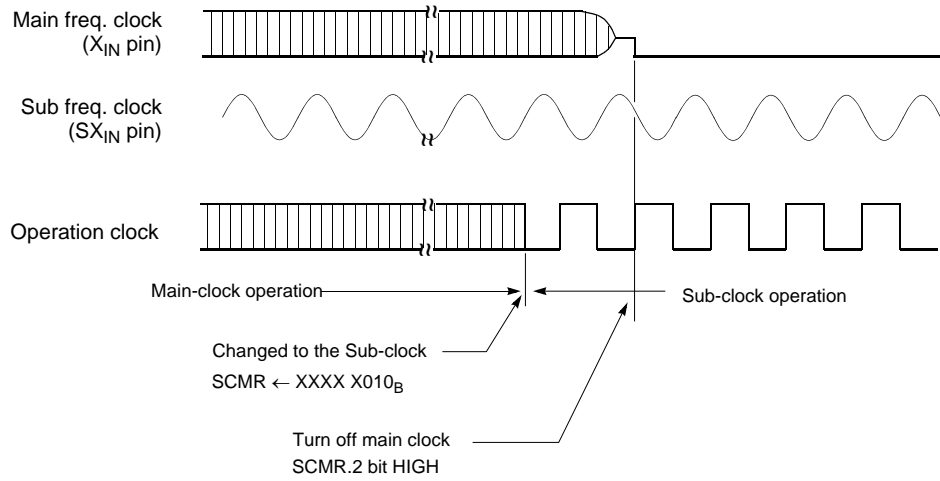 Main freq. clock
(XIN pin)
Sub freq. clock
(SXIN pin)
Operation clock
Main-clock operation
Sub-clock operation
Changed to the Sub-clock
SCMR ← XXXX X010B
Turn off main clock
SCMR.2 bit HIGH